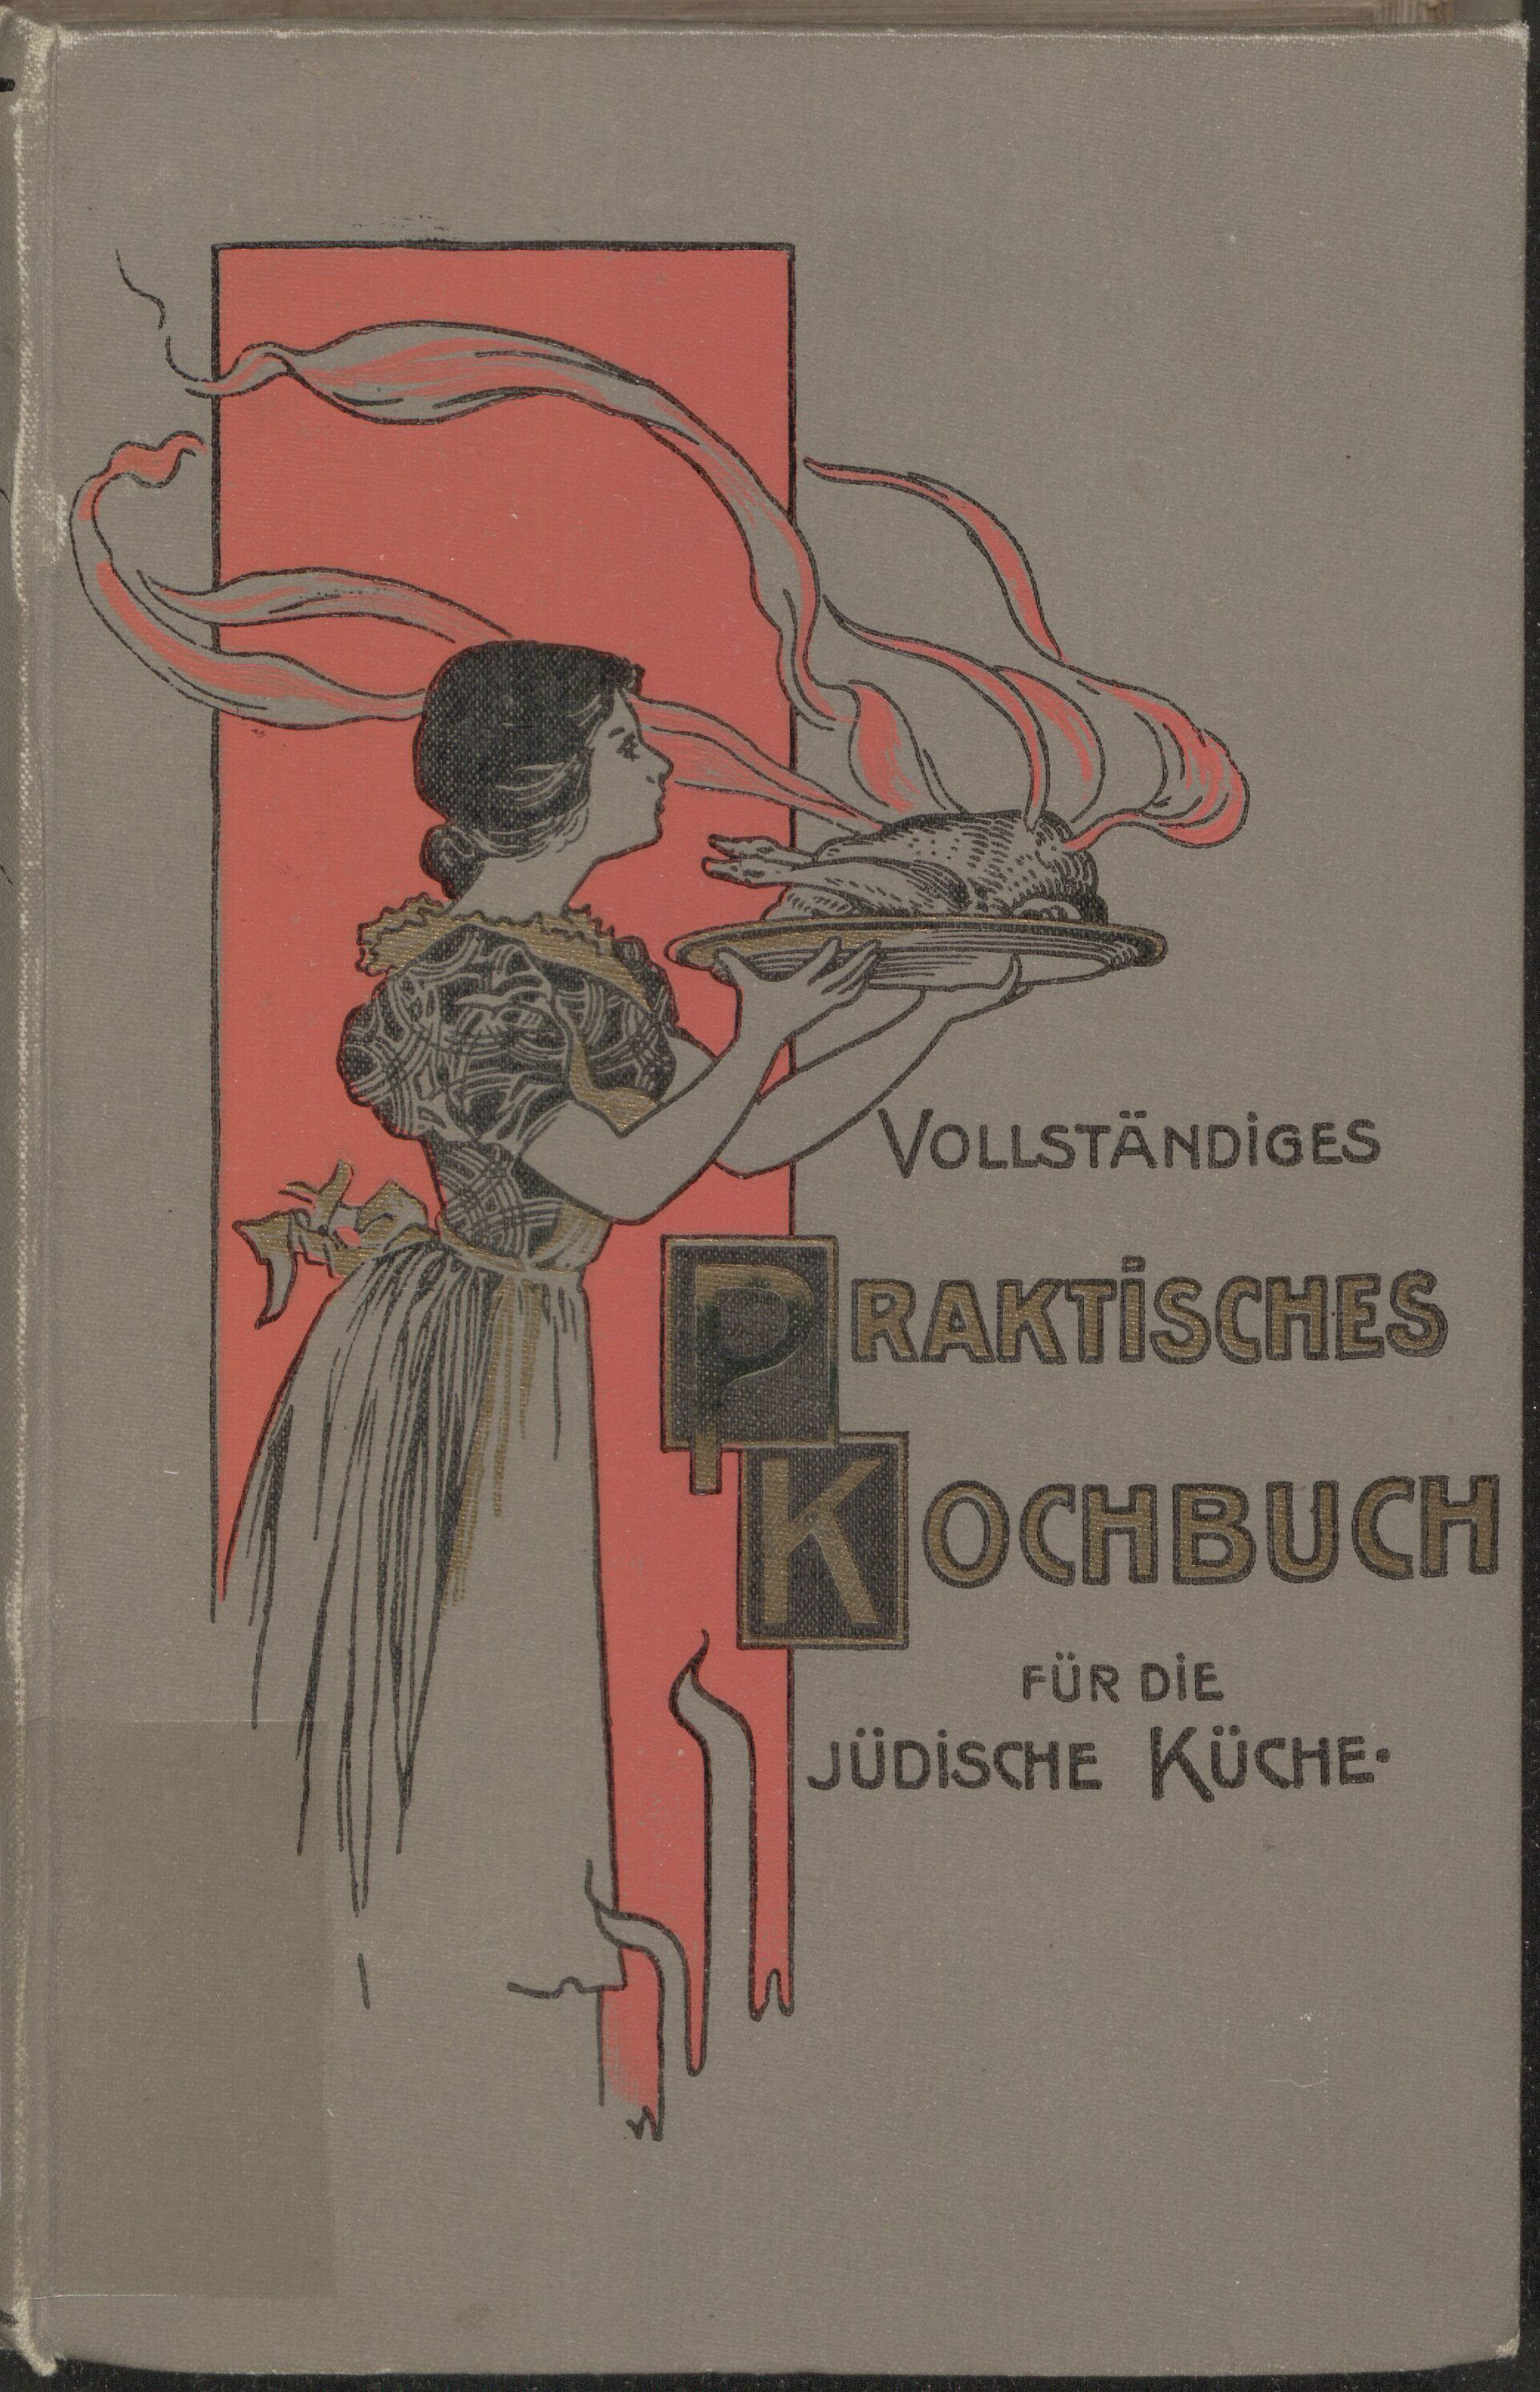 VOLLSTÄNDIGES
PRAKTISCHES
KOCHBUCH
FÜR DIE
JÜDISCHE KÜCHE.